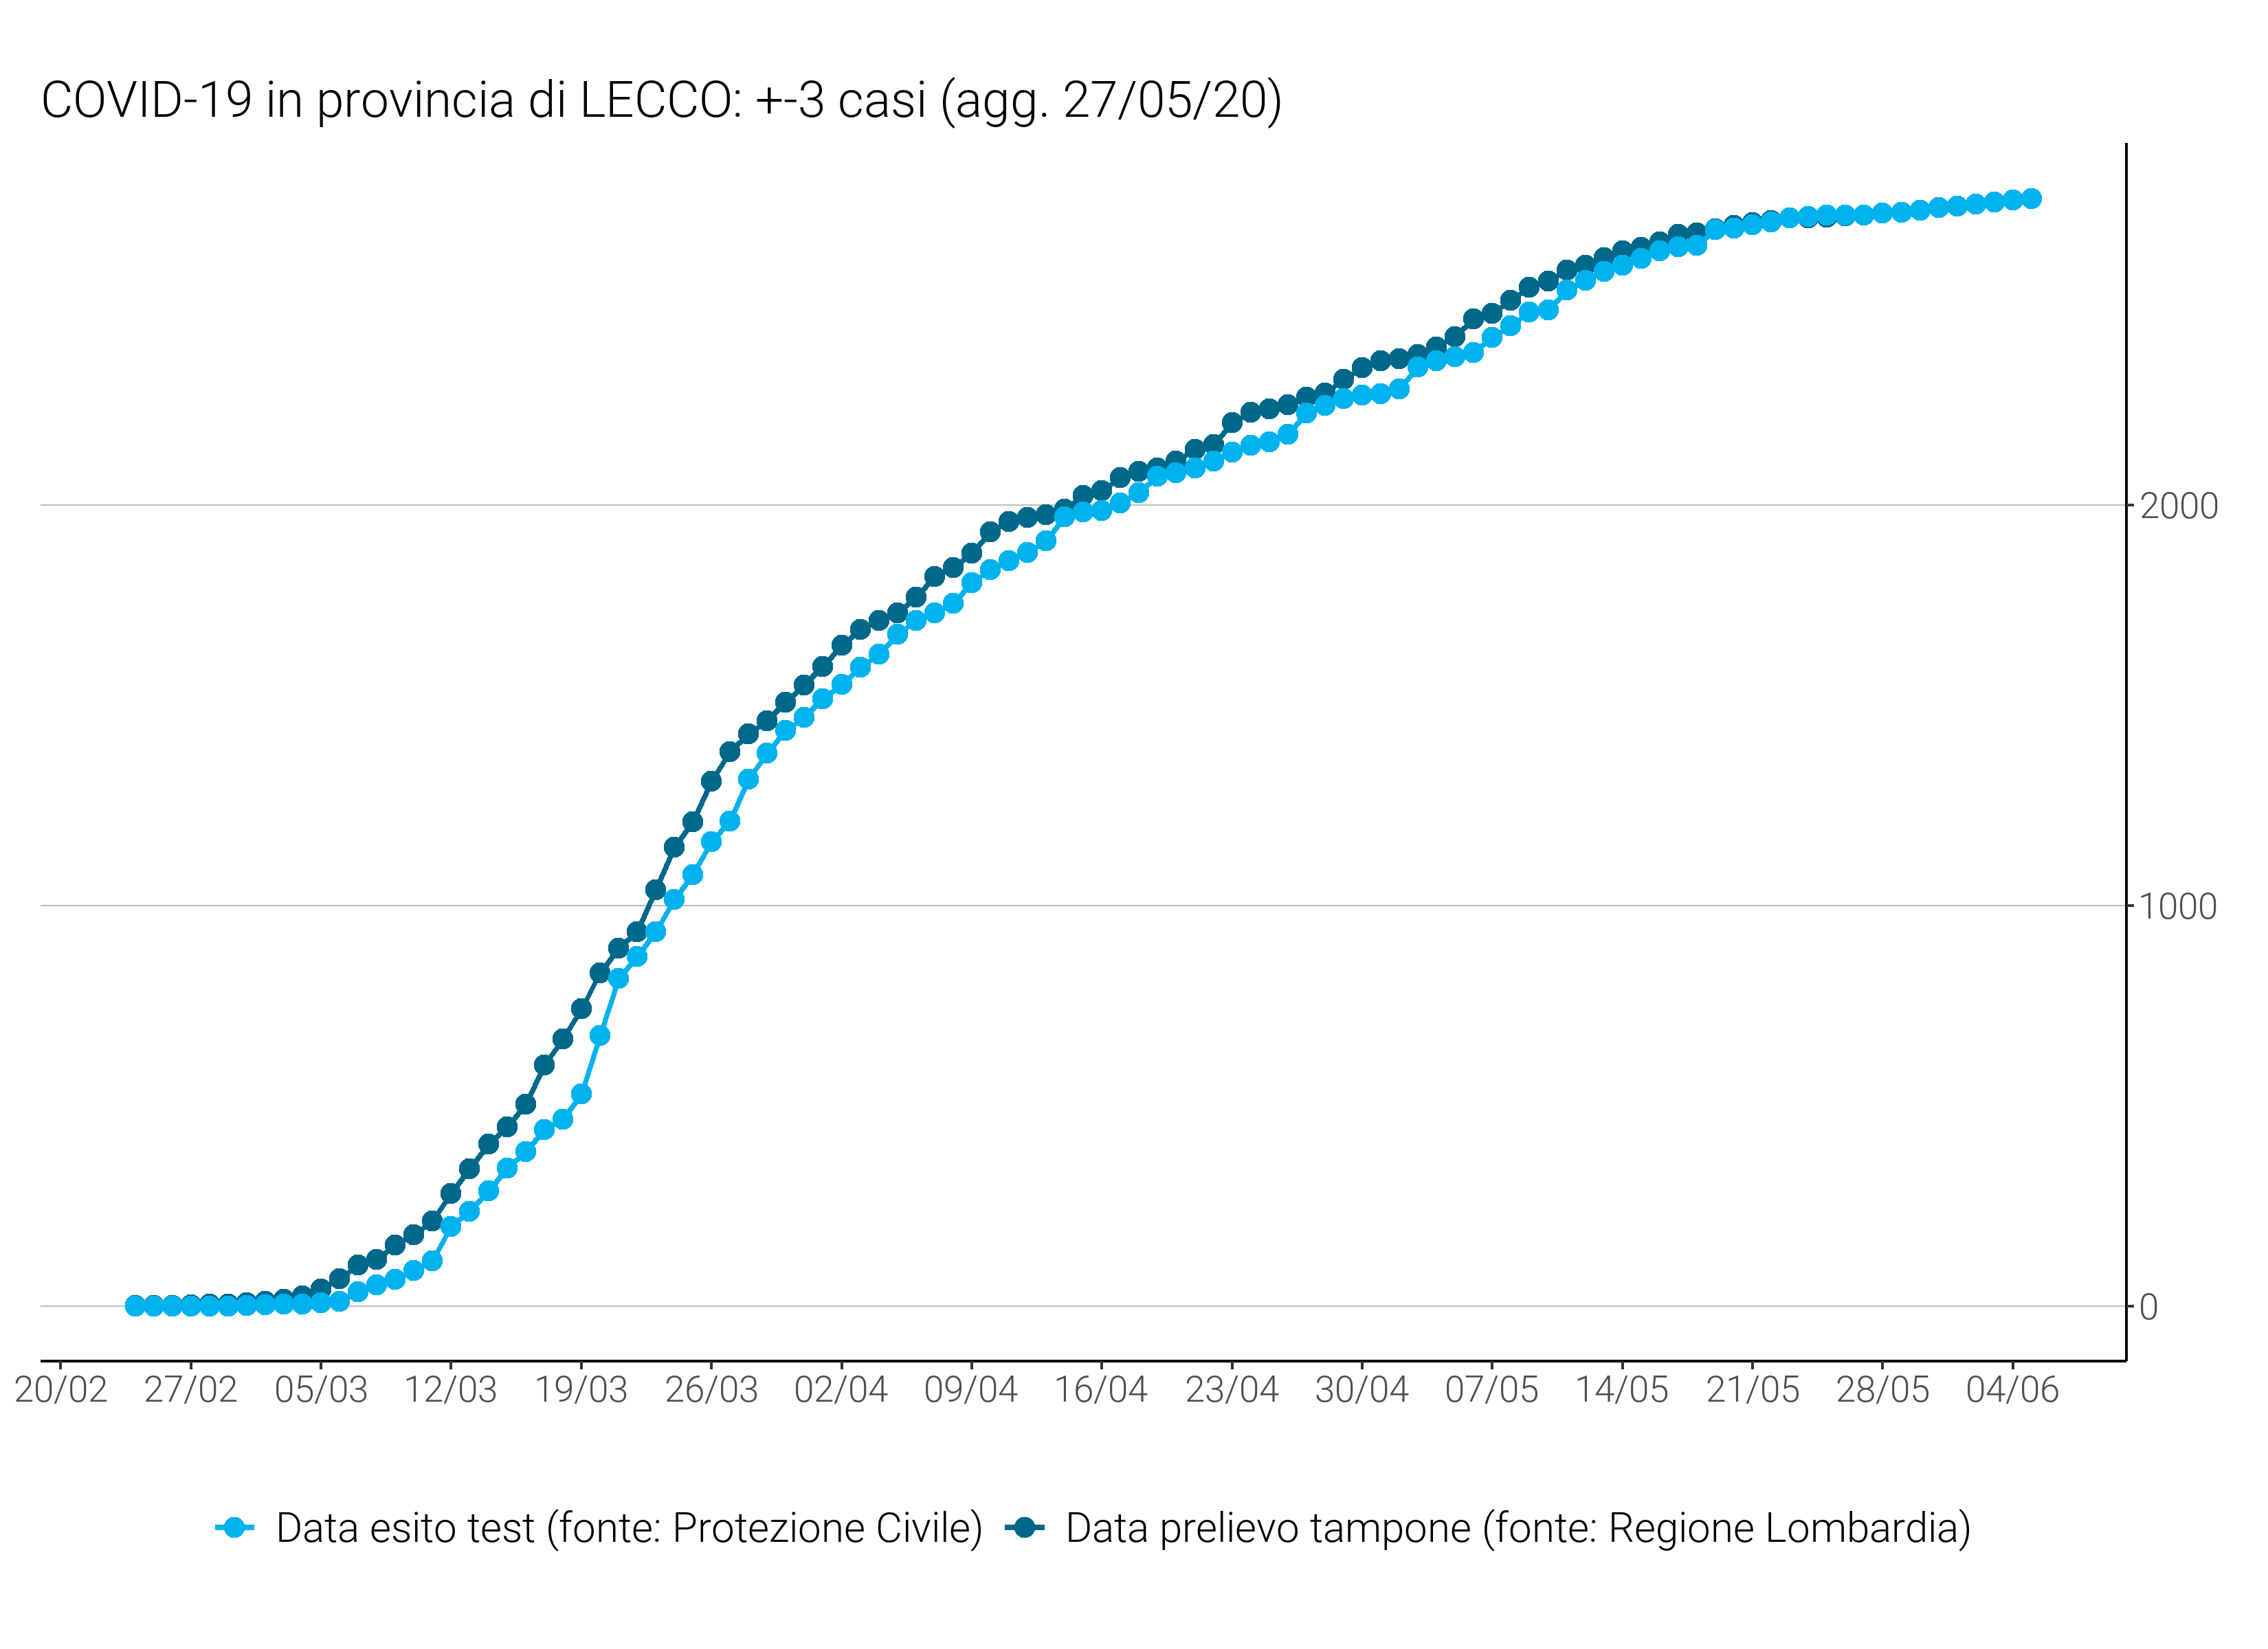 COVID-19 in provincia di LECCO: +-3 casi (agg. 27/05/20)
2000
1000
0
20/02 27/02 05/03 12/03 19/03 26/03 02/04 09/04 16/04 23/04 30/04 07/05 14/05 21/05 28/05 04/06
Data esito test (fonte: Protezione Civile) Data prelievo tampone (fonte: Regione Lombardia)